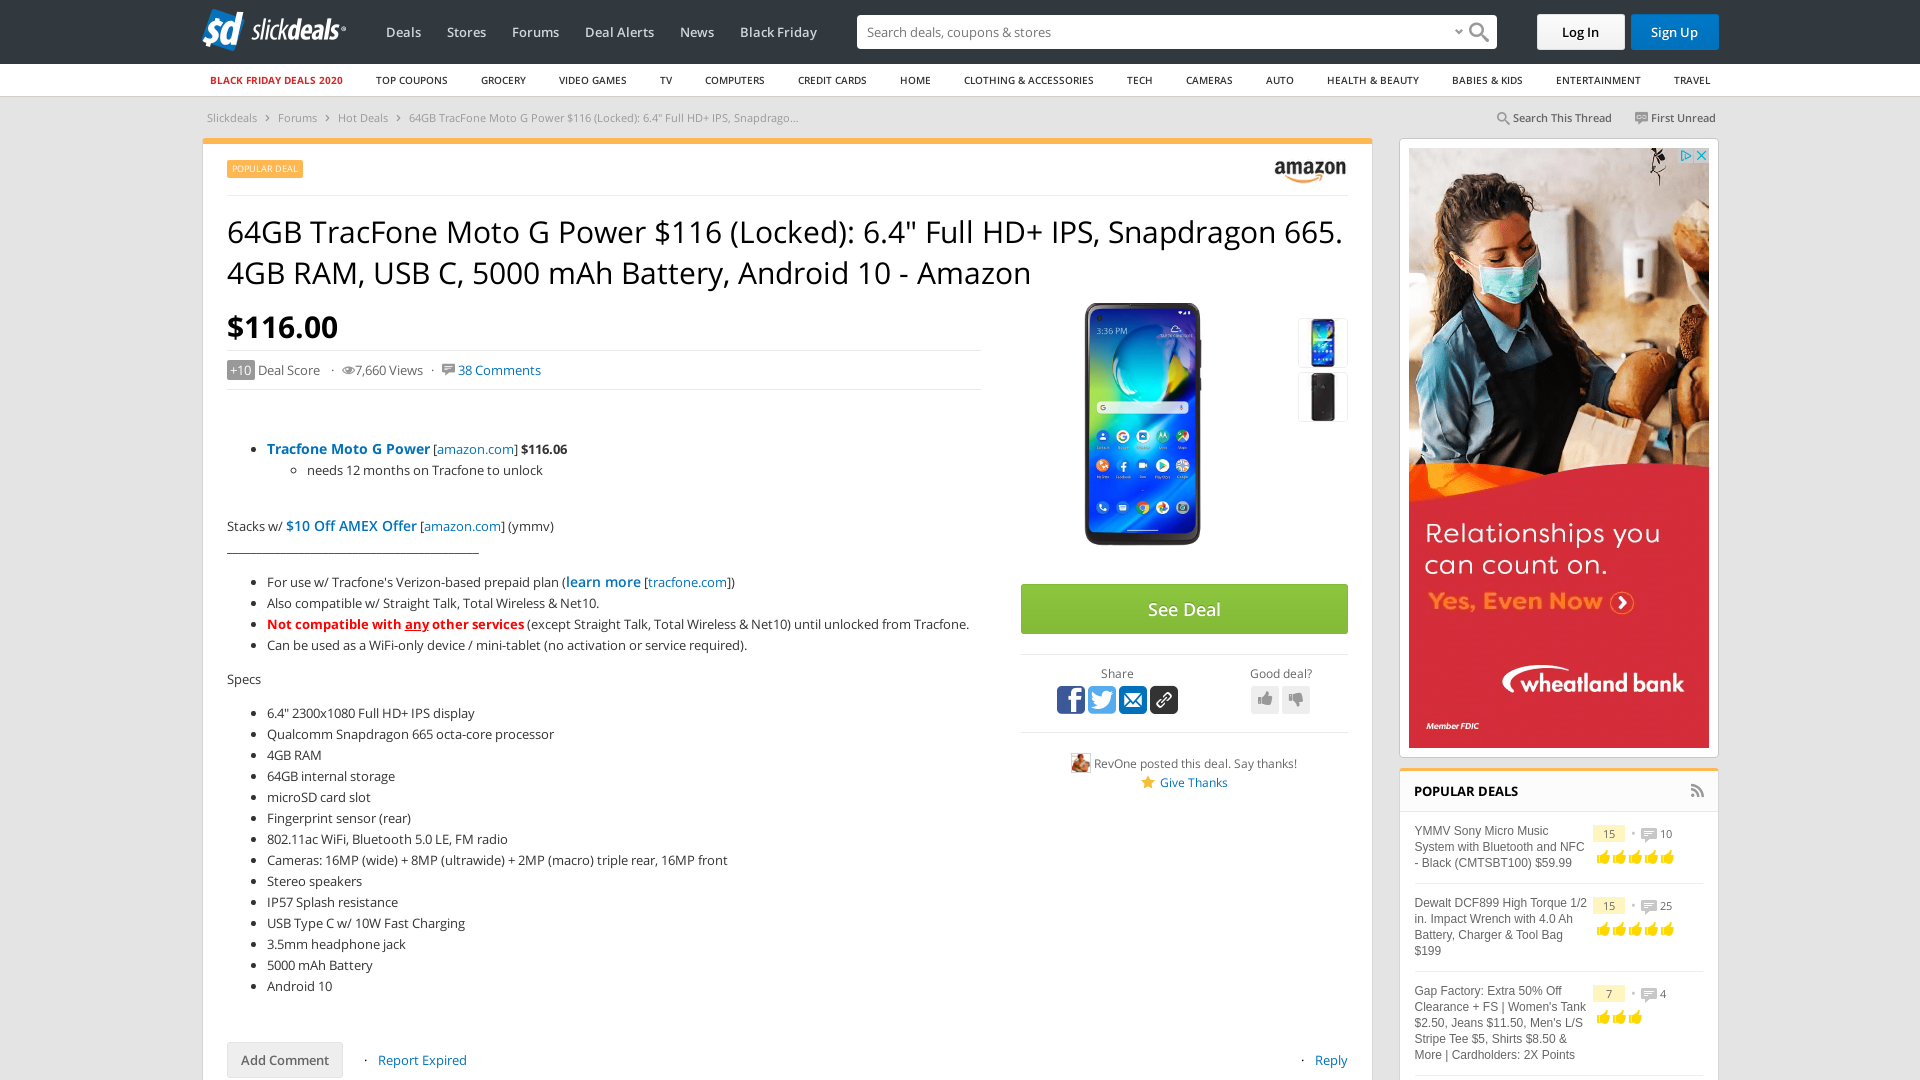 slickdeals
Deals
Stores
Forums
Deal Alerts
News
Black Friday
Search deals, coupons & stores
Log In
Sign Up
BLACK FRIDAY DEALS 2020
TOP COUPONS
GROCERY
VIDEO GAMES
TV
COMPUTERS
CREDIT CARDS
HOME
CLOTHING & ACCESSORIES
TECH
CAMERAS
AUTO
HEALTH & BEAUTY
BABIES & KIDS
ENTERTAINMENT
TRAVEL
Slickdeals > Forums > Hot Deals > 64GB TracFone Moto G Power $116 (Locked): 6.4" Full HD+ IPS, Snapdrago...
Search This Thread
First Unread
POPULAR DEAL
amazon
64GB TracFone Moto G Power $116 (Locked): 6.4" Full HD+ IPS, Snapdragon 665.
4GB RAM, USB C, 5000 mAh Battery, Android 10 - Amazon
$116.00
+10 Deal Score · 7,660 Views · 38 Comments
3:36 PM
Tracfone Moto G Power [amazon.com] $116.06
needs 12 months on Tracfone to unlock
Stacks w/ $10 Off AMEX Offer [amazon.com] (ymmv)
For use w/ Tracfone's Verizon-based prepaid plan (learn more [tracfone.com])
Also compatible w/ Straight Talk, Total Wireless & Net10.
Not compatible with any other services (except Straight Talk, Total Wireless & Net10) until unlocked from Tracfone.
Can be used as a WiFi-only device / mini-tablet (no activation or service required).
Specs
6.4" 2300x1080 Full HD+ IPS display
Qualcomm Snapdragon 665 octa-core processor
4GB RAM
64GB internal storage
microSD card slot
Fingerprint sensor (rear)
802.11ac WiFi, Bluetooth 5.0 LE, FM radio
Cameras: 16MP (wide) + 8MP (ultrawide) + 2MP (macro) triple rear, 16MP front
Stereo speakers
IP57 Splash resistance
USB Type C w/ 10W Fast Charging
3.5mm headphone jack
5000 mAh Battery
Android 10
See Deal
Share
Good deal?
RevOne posted this deal. Say thanks!
Give Thanks
Add Comment
· Report Expired
· Reply
Relationships you
can count on.
Yes, Even Now
wheatland bank
Member FDIC
POPULAR DEALS
YMMV Sony Micro Music
System with Bluetooth and NFC
- Black (CMTSBT100) $59.99
15 • 10
Dewalt DCF899 High Torque 1/2
in. Impact Wrench with 4.0 Ah
Battery, Charger & Tool Bag
$199
15 • 25
Gap Factory: Extra 50% Off
Clearance + FS | Women's Tank
$2.50, Jeans $11.50, Men's L/S
Stripe Tee $5, Shirts $8.50 &
More | Cardholders: 2X Points
7 • 4